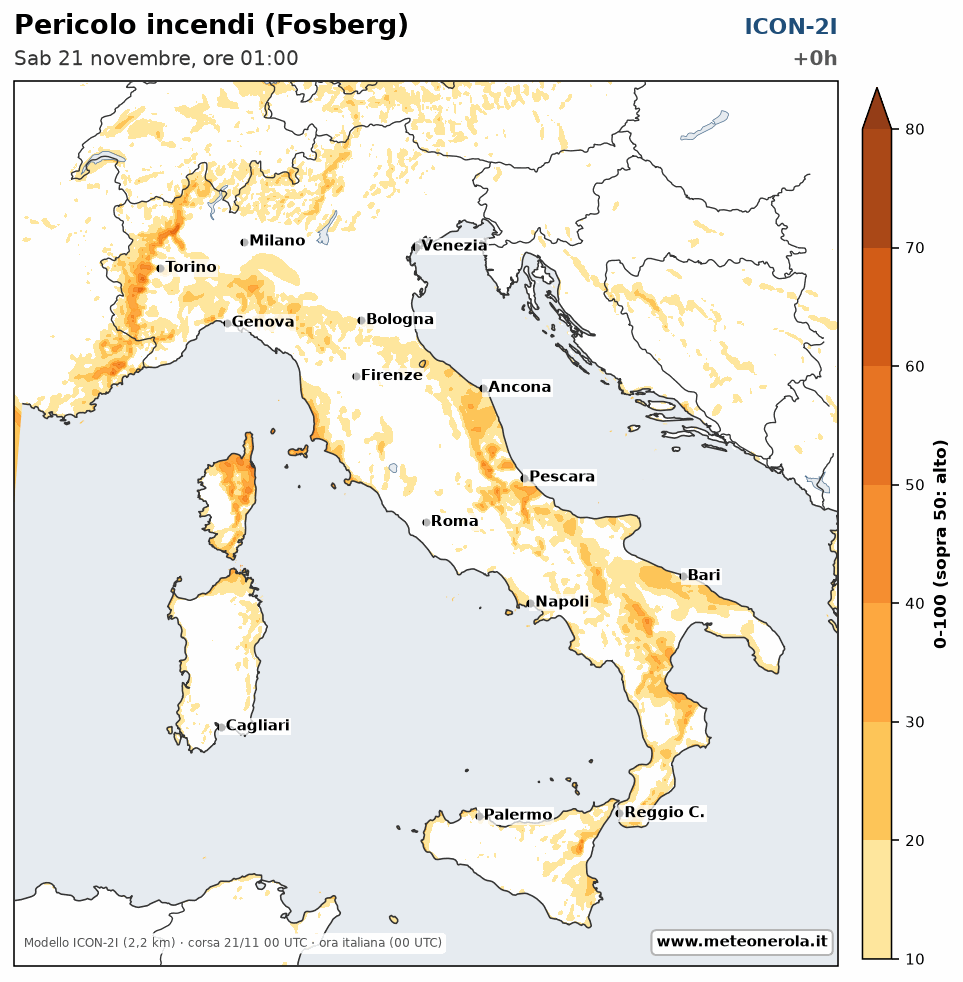 Pericolo incendi (Fosberg)
ICON-2I
Sab 21 novembre, ore 01:00
+0h
80
70
60
50
40
30
20
10
0-100 (sopra 50: alto)
Milano
Venezia
Torino
Genova
Bologna
Firenze
Ancona
Pescara
Roma
Bari
Napoli
Cagliari
Palermo
Reggio C.
Modello ICON-2I (2,2 km) · corsa 21/11 00 UTC · ora italiana (00 UTC)
www.meteonerola.it